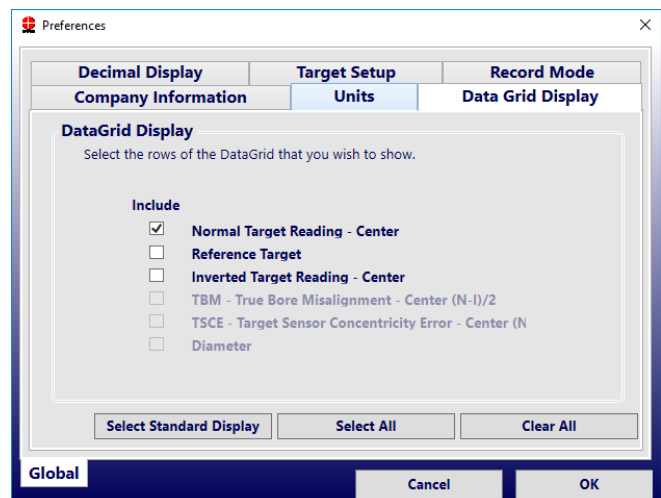 Preferences
Decimal Display
Target Setup
Record Mode
Company Information
Units
Data Grid Display
DataGrid Display
Select the rows of the DataGrid that you wish to show.
Include
Normal Target Reading - Center
Reference Target
Inverted Target Reading - Center
TBM - True Bore Misalignment - Center (N-I)/2
TSCE - Target Sensor Concentricity Error - Center (N
Diameter
Select Standard Display
Select All
Clear All
Global
Cancel
OK